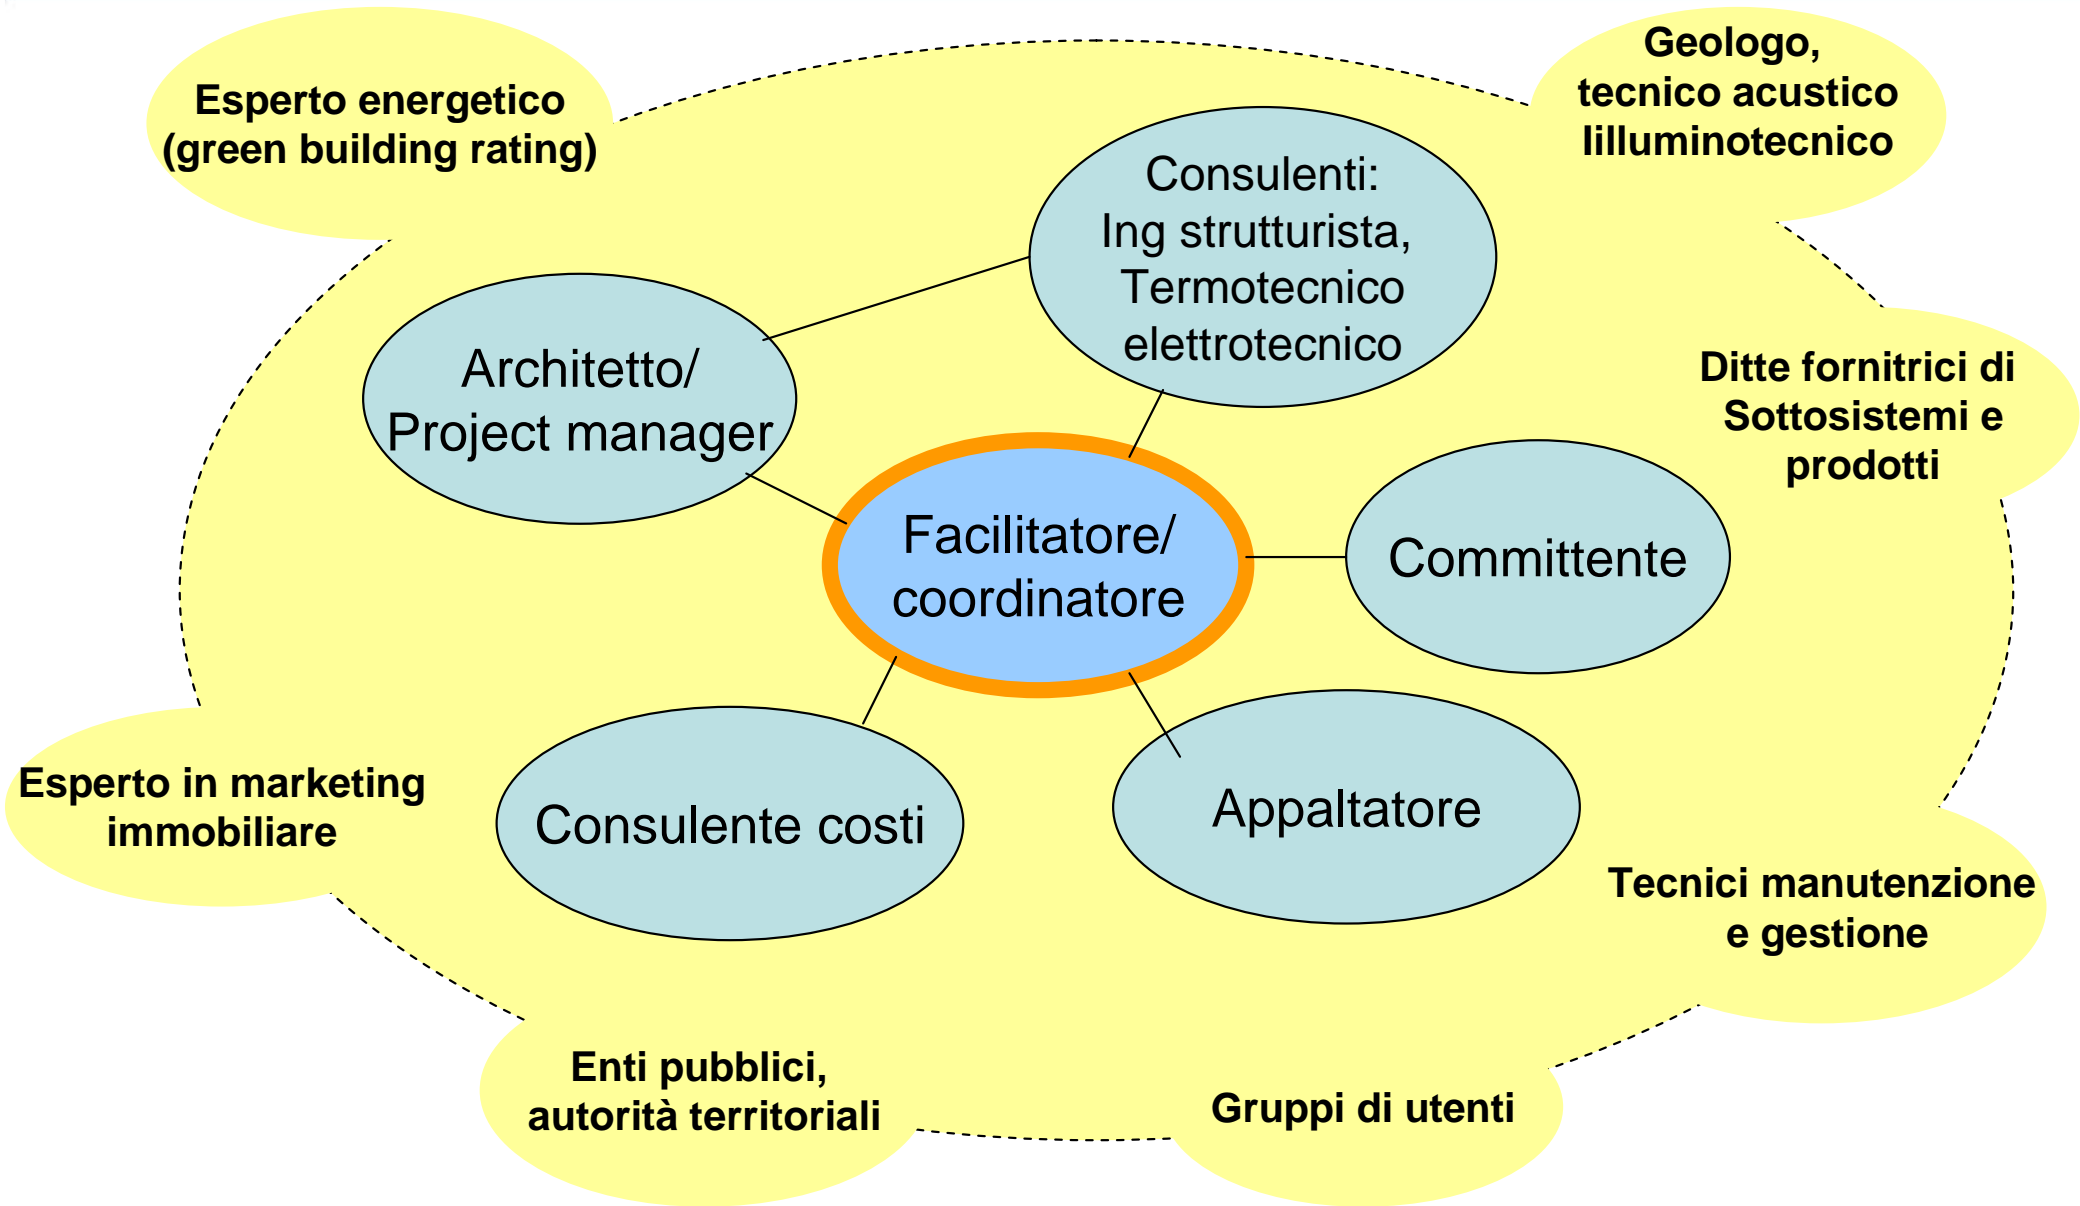 Esperto energetico
(green building rating)
Geologo,
tecnico acustico
Iilluminotecnico
Consulenti:
Ing strutturista,
Termotecnico
elettrotecnico
Architetto/
Project manager
Ditte fornitrici di
Sottosistemi e
prodotti
Facilitatore/
coordinatore
Committente
Esperto in marketing
immobiliare
Consulente costi
Appaltatore
Tecnici manutenzione
e gestione
Enti pubblici,
autorità territoriali
Gruppi di utenti